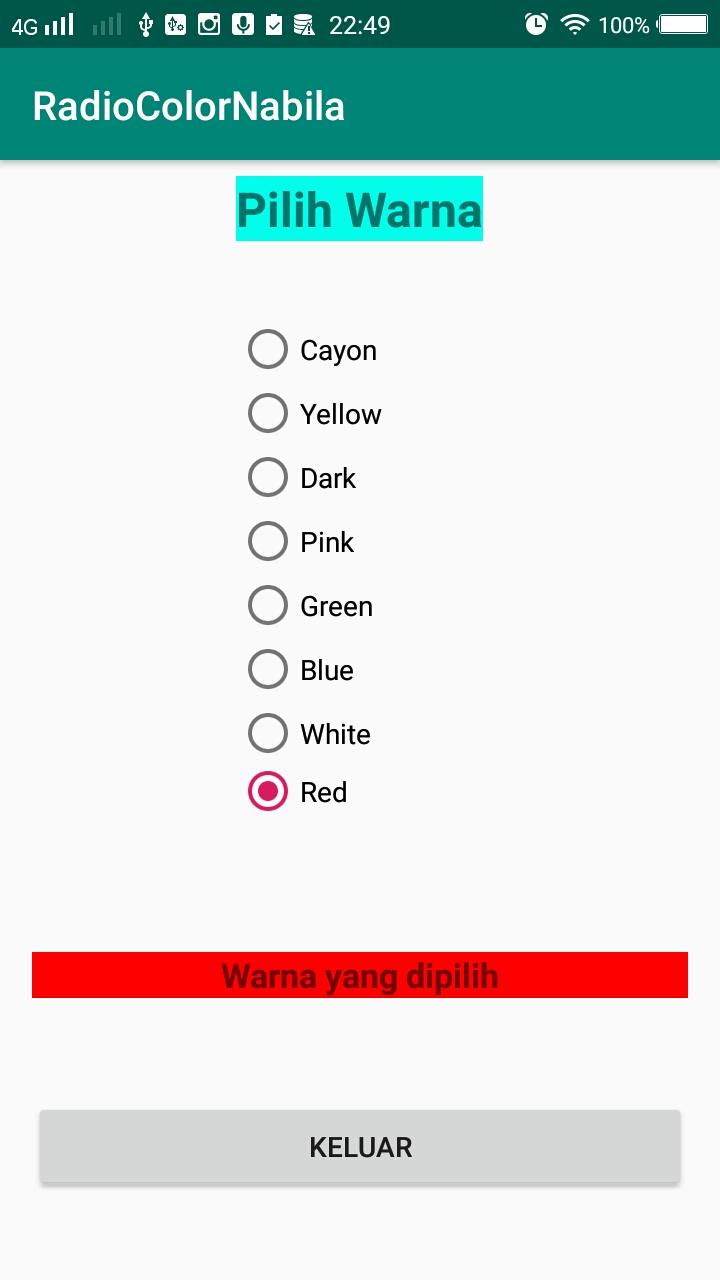 4G 22:49 100%
RadioColorNabila
Pilih Warna
Cayon
Yellow
Dark
Pink
Green
Blue
White
Red
Warna yang dipilih
KELUAR